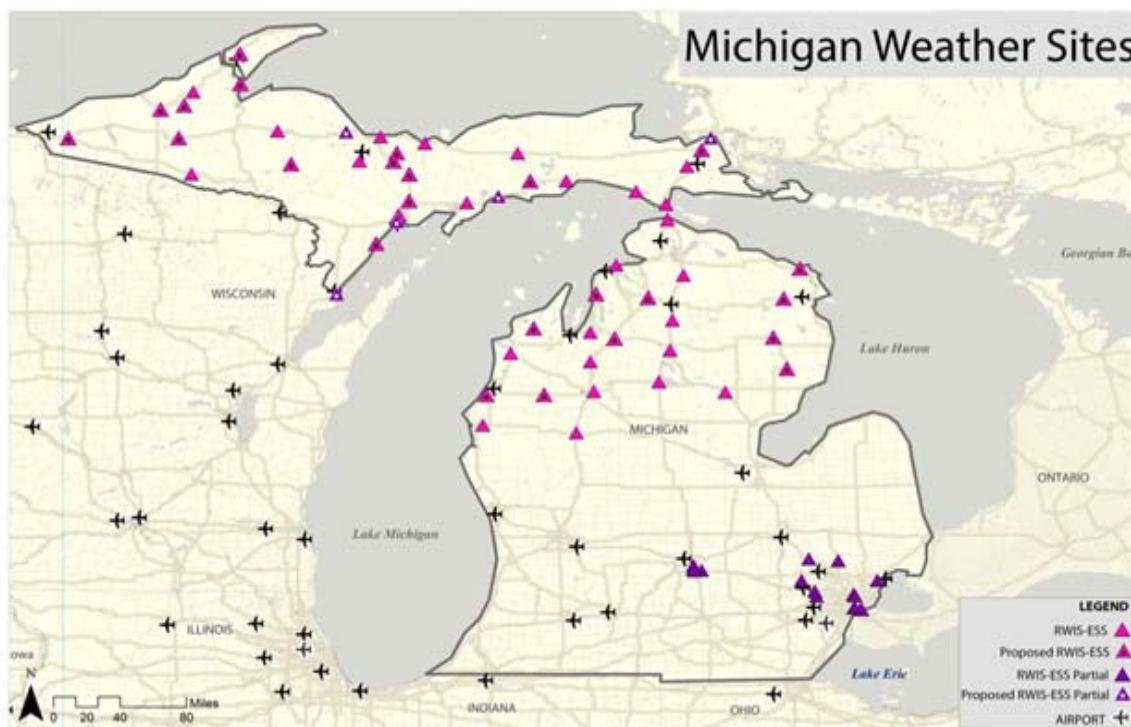 Michigan Weather Sites
Georgian Ba
WISCONSIN
Lake Huron
MICHIGAN
ONTARIO
Lake Michigan
LEGEND
RWIS-ESS
Proposed RWIS-ESS
RWIS-ESS Partial
Proposed RWIS-ESS Partial
AIRPORT
ILLINOIS
owa
Lake Erie
N
Miles
0 20 40 80
INDIANA
OHIO